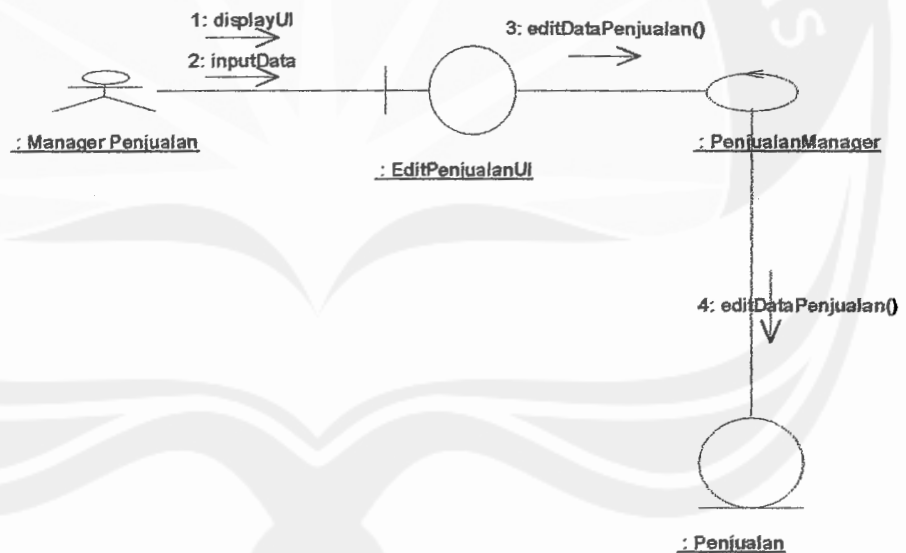 1: displayUI
2: inputData
3: editDataPenjualan()
: Manager Penjualan
: EditPenjualanUI
: PenjualanManager
4: editDataPenjualan()
: Penjualan